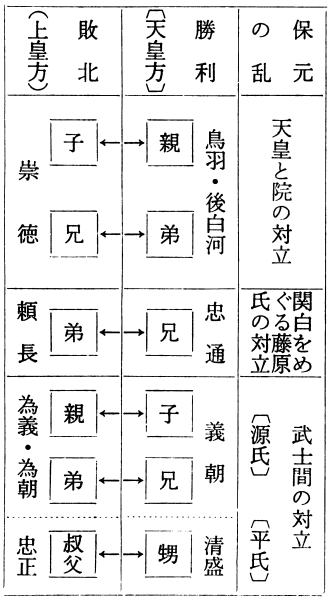 保元
の乱
天皇と院の対立
関白をめ
ぐる藤原
氏の対立
武士間の対立
〔源氏〕
〔平氏〕
勝利
〔天皇方〕
鳥羽・後白河
親
弟
忠通
兄
義朝
子
兄
清盛
甥
敗北
(上皇方)
子
兄
崇徳
弟
頼長
親
弟
為義・為朝
叔父
忠正